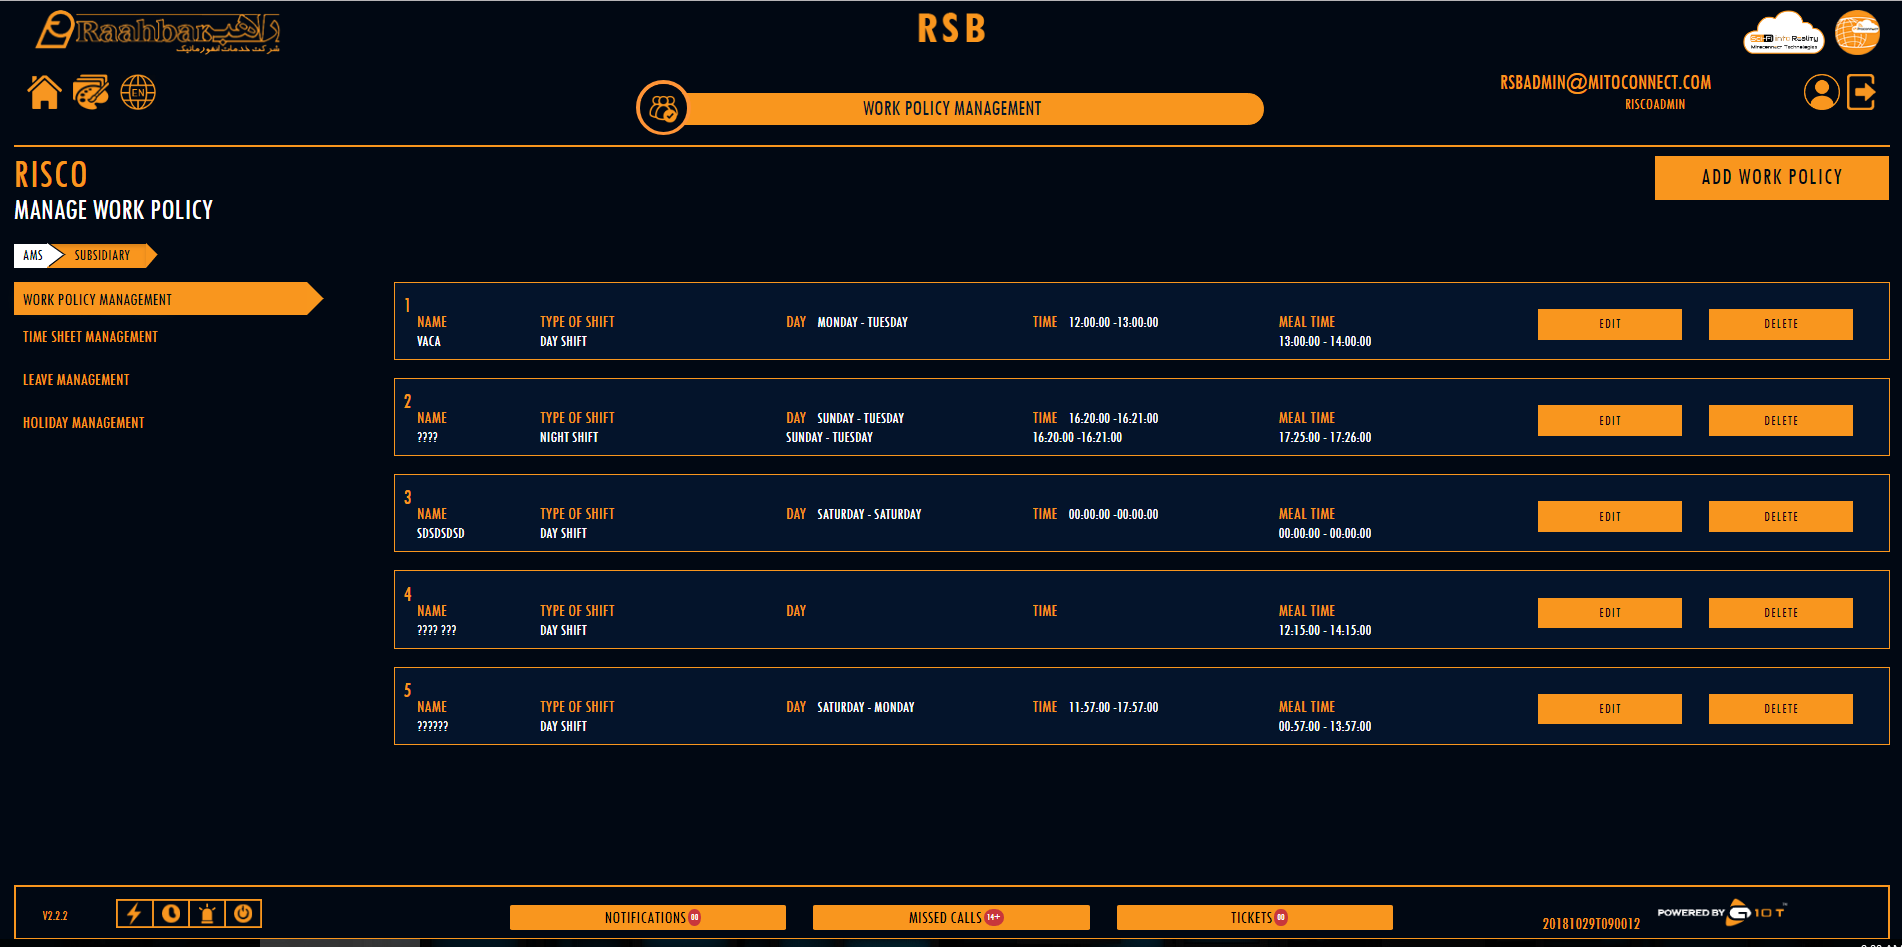 Raahbar راهبر
شرکت خدمات انفورماتیک
RSB
Sci-Fi into Reality
Mitoconnect Technologies
EN
WORK POLICY MANAGEMENT
RSBADMIN@MITOCONNECT.COM
RISCOADMIN
RISCO
MANAGE WORK POLICY
ADD WORK POLICY
AMS SUBSIDIARY
WORK POLICY MANAGEMENT
TIME SHEET MANAGEMENT
LEAVE MANAGEMENT
HOLIDAY MANAGEMENT
1
NAME TYPE OF SHIFT DAY MONDAY - TUESDAY TIME 12:00:00 -13:00:00 MEAL TIME EDIT DELETE
VACA DAY SHIFT 13:00:00 - 14:00:00
2
NAME TYPE OF SHIFT DAY SUNDAY - TUESDAY TIME 16:20:00 -16:21:00 MEAL TIME EDIT DELETE
???? NIGHT SHIFT SUNDAY - TUESDAY 16:20:00 -16:21:00 17:25:00 - 17:26:00
3
NAME TYPE OF SHIFT DAY SATURDAY - SATURDAY TIME 00:00:00 -00:00:00 MEAL TIME EDIT DELETE
SDSDSDSD DAY SHIFT 00:00:00 - 00:00:00
4
NAME TYPE OF SHIFT DAY TIME MEAL TIME EDIT DELETE
???? ??? DAY SHIFT 12:15:00 - 14:15:00
5
NAME TYPE OF SHIFT DAY SATURDAY - MONDAY TIME 11:57:00 -17:57:00 MEAL TIME EDIT DELETE
?????? DAY SHIFT 00:57:00 - 13:57:00
V2.2.2 NOTIFICATIONS 00 MISSED CALLS 14+ TICKETS 00 20181029T090012 POWERED BY GIOT